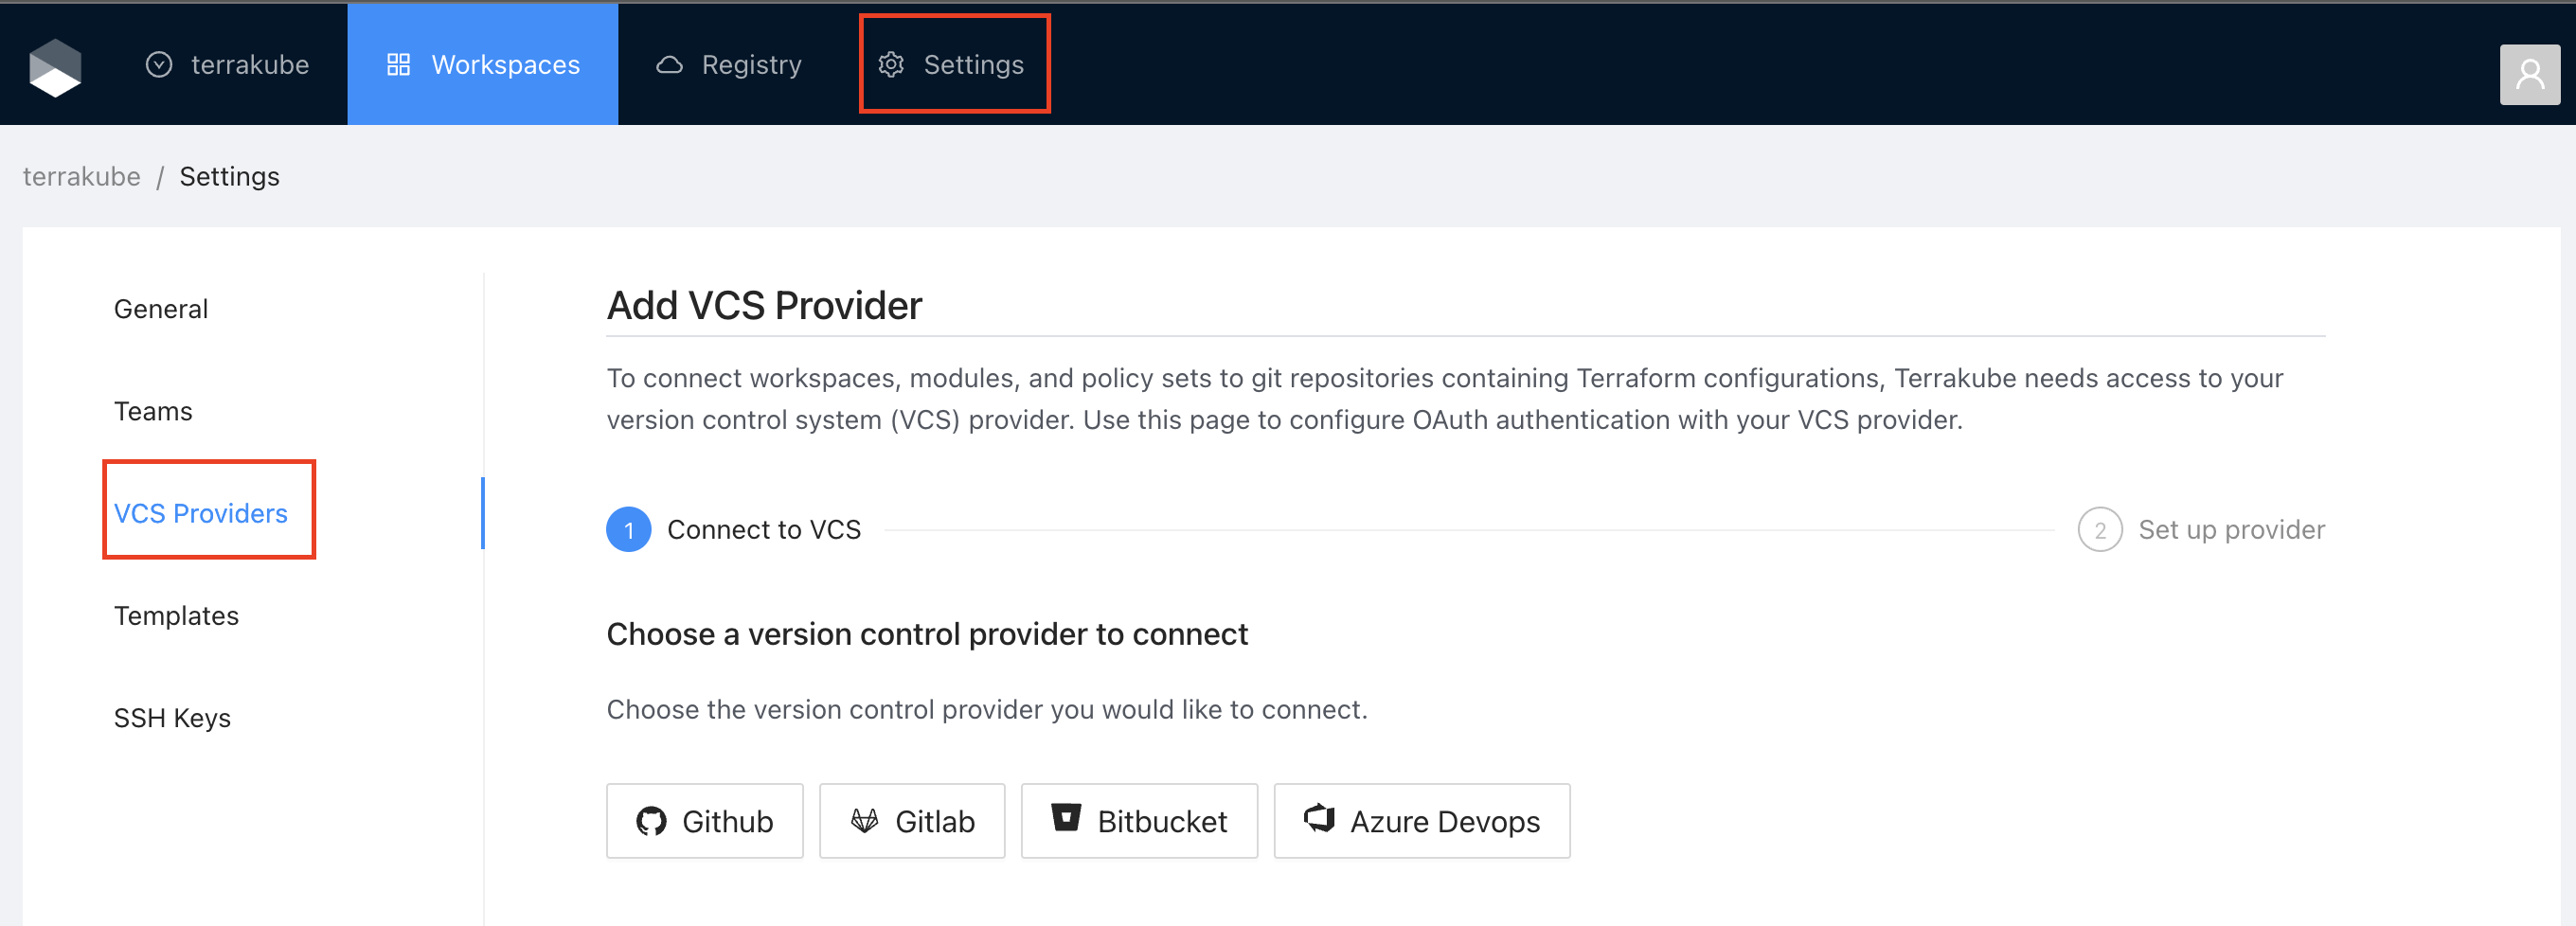 terrakube
Workspaces
Registry
Settings
terrakube / Settings
General
Teams
VCS Providers
Templates
SSH Keys
Add VCS Provider
To connect workspaces, modules, and policy sets to git repositories containing Terraform configurations, Terrakube needs access to your
version control system (VCS) provider. Use this page to configure OAuth authentication with your VCS provider.
1 Connect to VCS
2 Set up provider
Choose a version control provider to connect
Choose the version control provider you would like to connect.
Github
Gitlab
Bitbucket
Azure Devops